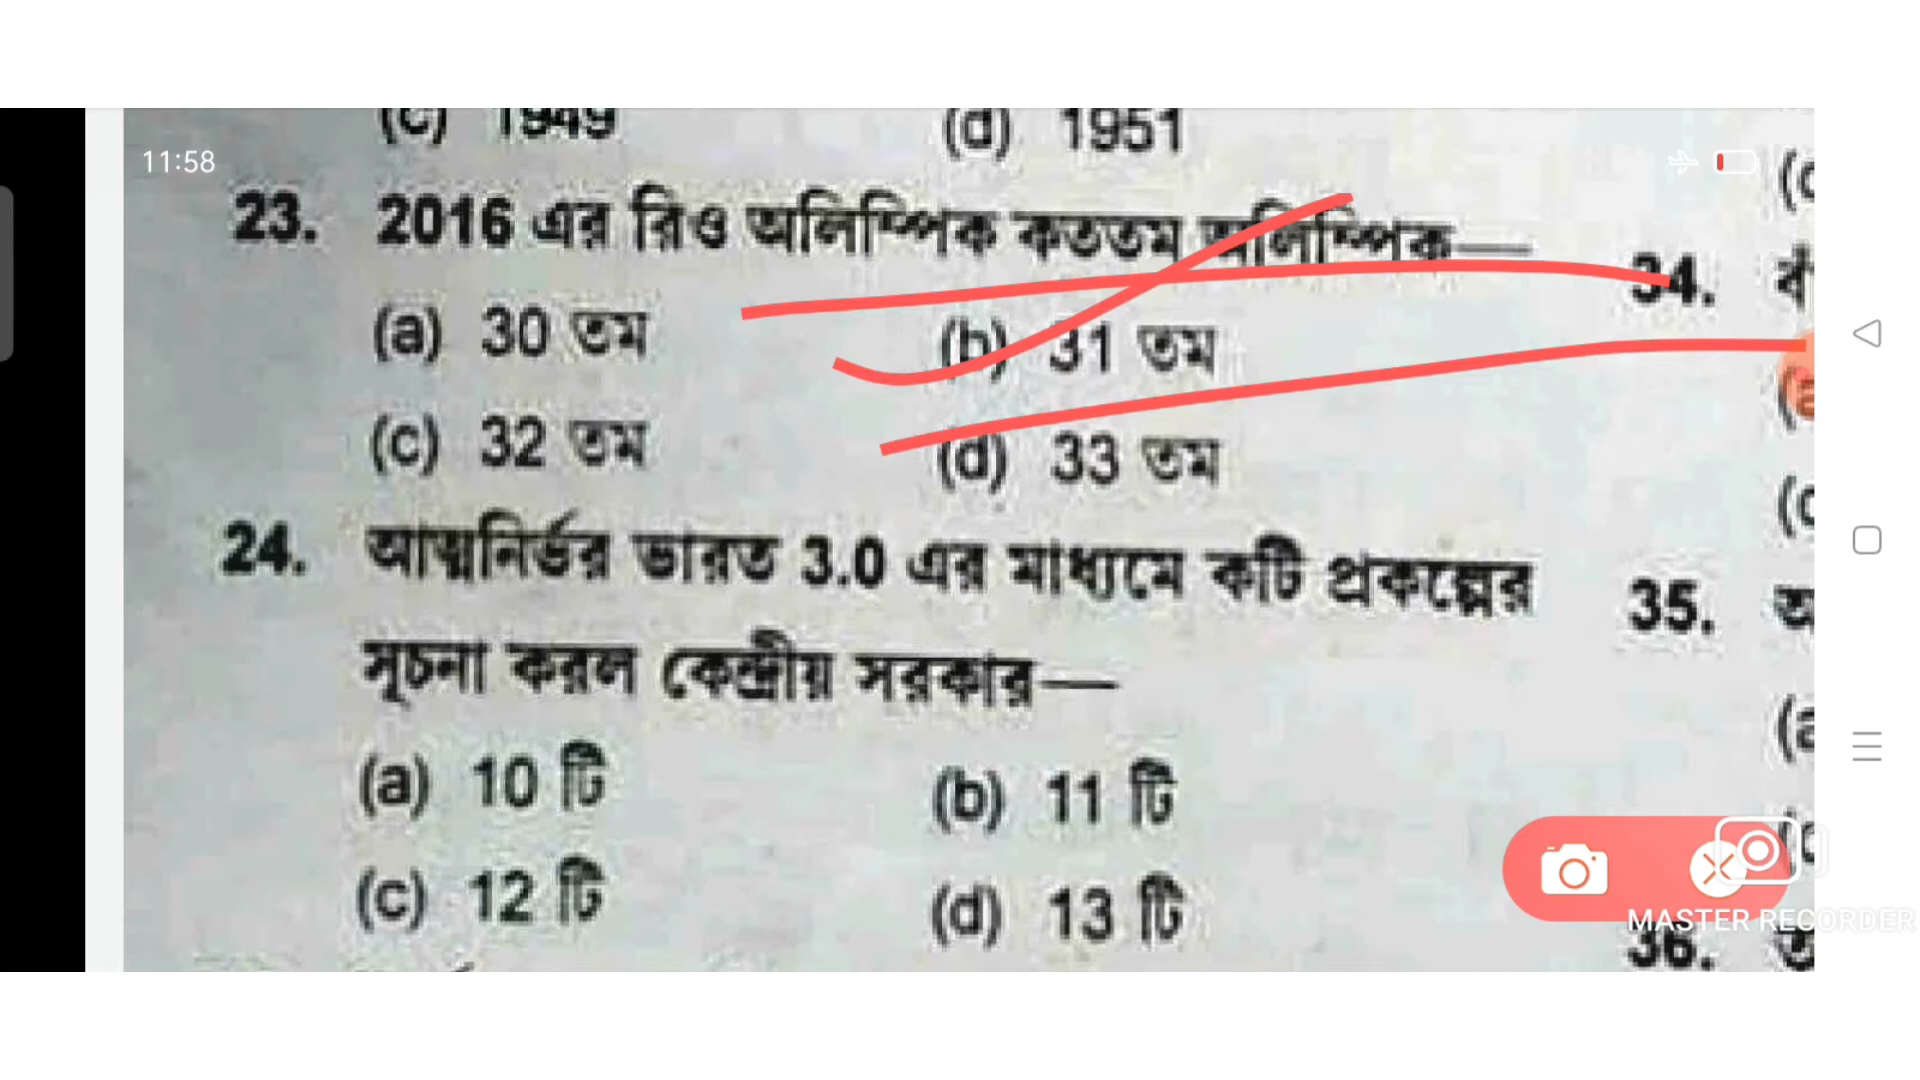 (c) 1949 (d) 1951
11:58
23. 2016 এর রিও অলিম্পিক কততম অলিম্পিক—
(a) 30 তম (b) 31 তম
(c) 32 তম (d) 33 তম
24. আত্মনির্ভর ভারত 3.0 এর মাধ্যমে কটি প্রকল্পের
সূচনা করল কেন্দ্রীয় সরকার—
(a) 10 টি (b) 11 টি
(c) 12 টি (d) 13 টি
34.
35.
36.
MASTER RECORDER